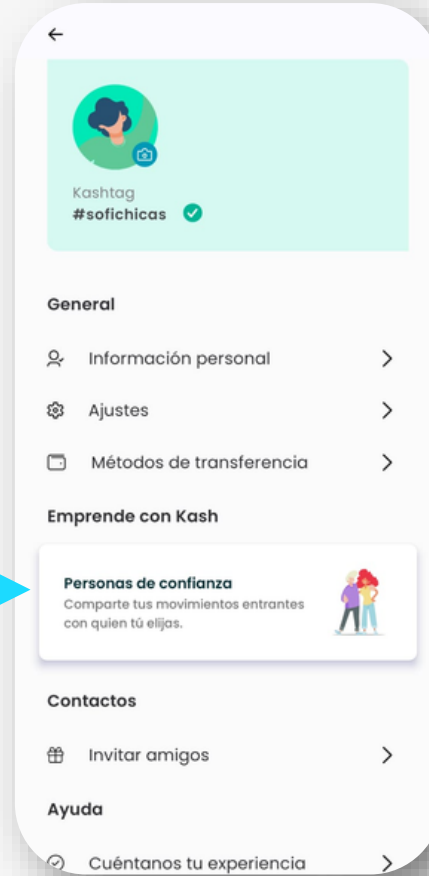 Kashtag
#sofichicas
General
Información personal
Ajustes
Métodos de transferencia
Emprende con Kash
Personas de confianza
Comparte tus movimientos entrantes
con quien tú elijas.
Contactos
Invitar amigos
Ayuda
Cuéntanos tu experiencia